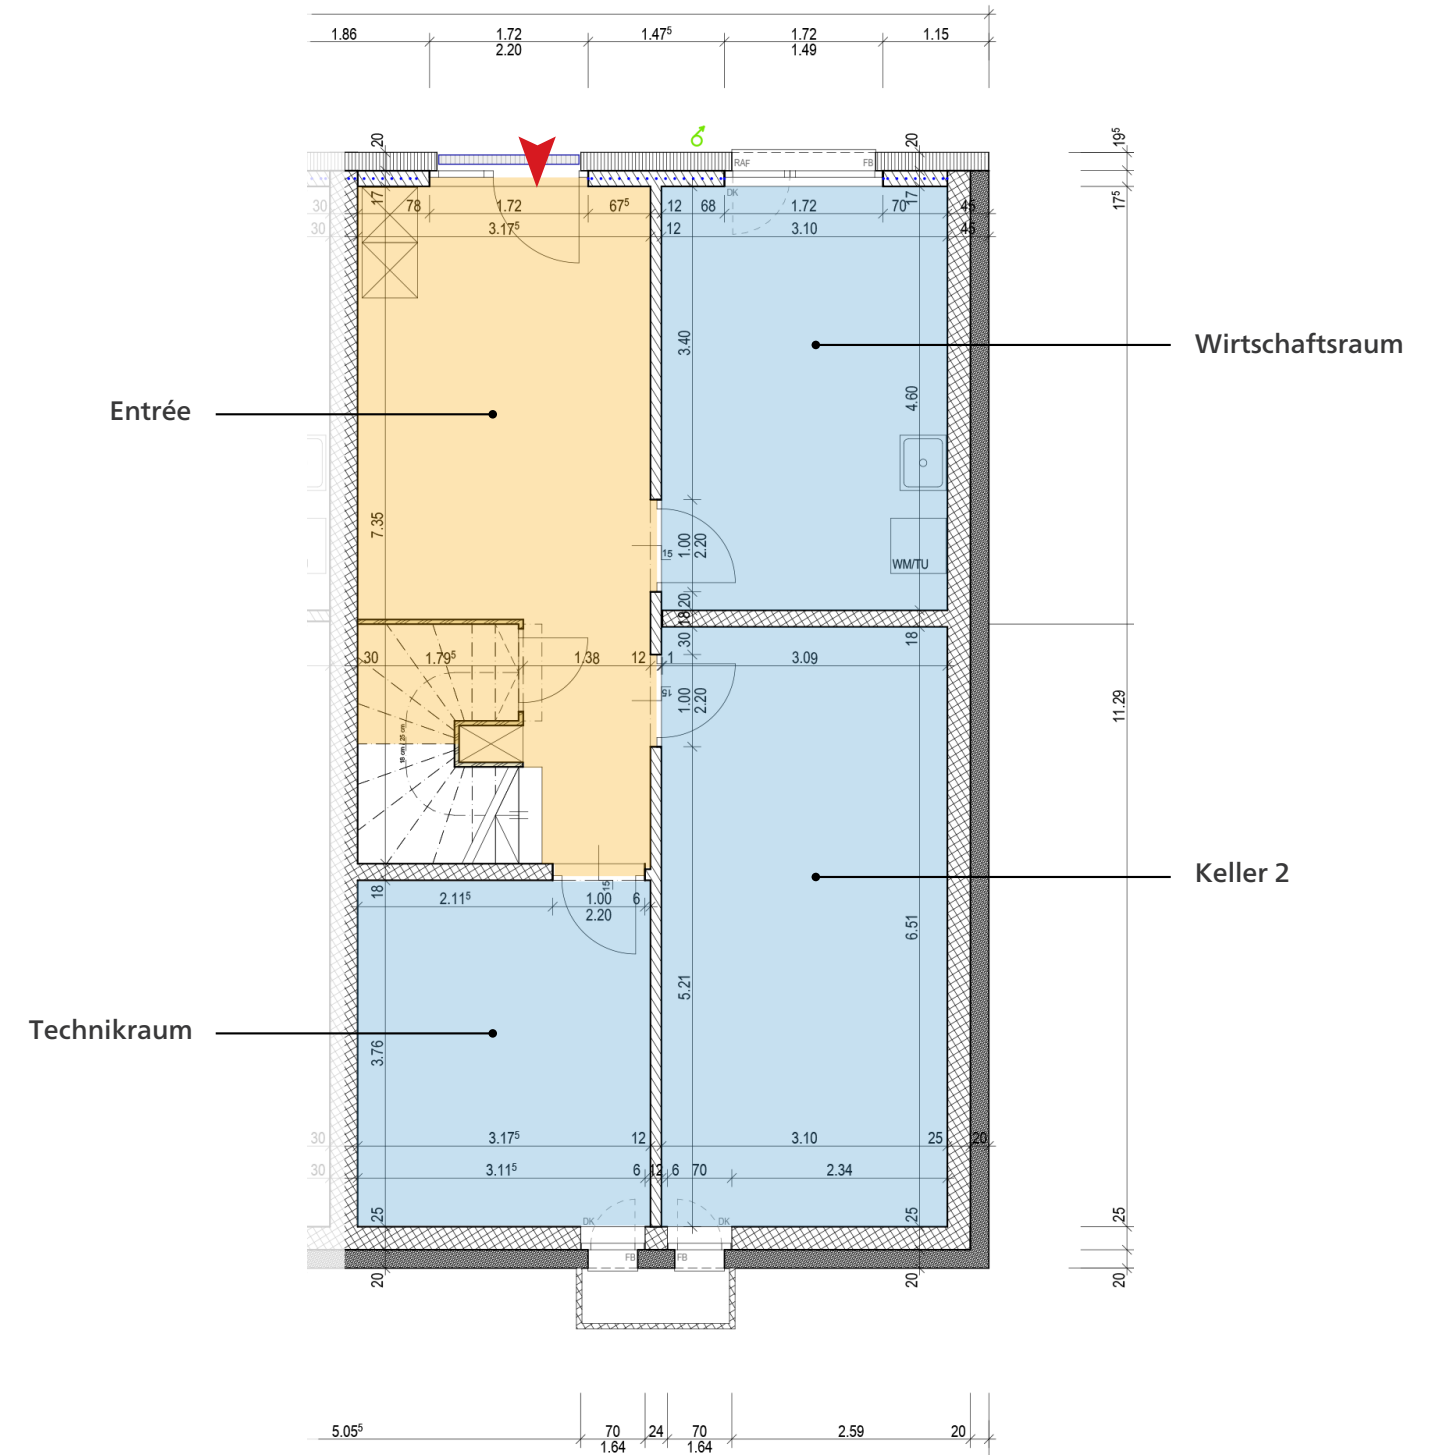 1.86 1.72 1.47⁵ 1.72 1.15
2.20 1.49
20 20 19⁵
RAF FB
DK
17 17 17⁵
30 78 1.72 67⁵ 12 68 1.72 70⁵ 45
30 3.17⁵ 12 3.10 45
3.40
Wirtschaftsraum
4.60
Entrée
7.35
15 1.00
2.20
WM/TU
20
18
30 18
30 1.79⁵ 1.38 12 1 3.09
15 1.00
2.20
11.29
18 cm / 25 cm
Keller 2
18 15
2.11⁵ 1.00 6
2.20
6.51
5.21
Technikraum
3.76
30 3.17⁵ 12 3.10 25 20
30 3.11⁵ 6 12 6 70 2.34
25 DK DK 25 25
FB FB
20 20 20
5.05⁵ 70 24 70 2.59 20
1.64 1.64